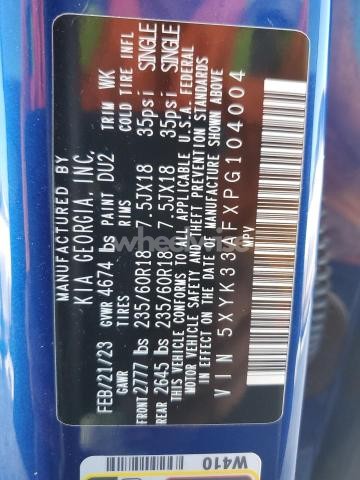 MANUFACTURED BY
KIA GEORGIA, INC.
FEB/21/23 GVWR 4674 lbs PAINT DU2 TRIM WK
GAWR TIRES RIMS COLD TIRE INFL
FRONT 2777 lbs 235/60R18 7.5JX18 35psi SINGLE
REAR 2645 lbs 235/60R18 7.5JX18 35psi SINGLE
THIS VEHICLE CONFORMS TO ALL APPLICABLE U.S.A. FEDERAL
MOTOR VEHICLE SAFETY AND THEFT PREVENTION STANDARDS
IN EFFECT ON THE DATE OF MANUFACTURE SHOWN ABOVE
VIN 5XYK33AFXPG104004
MPV
W410